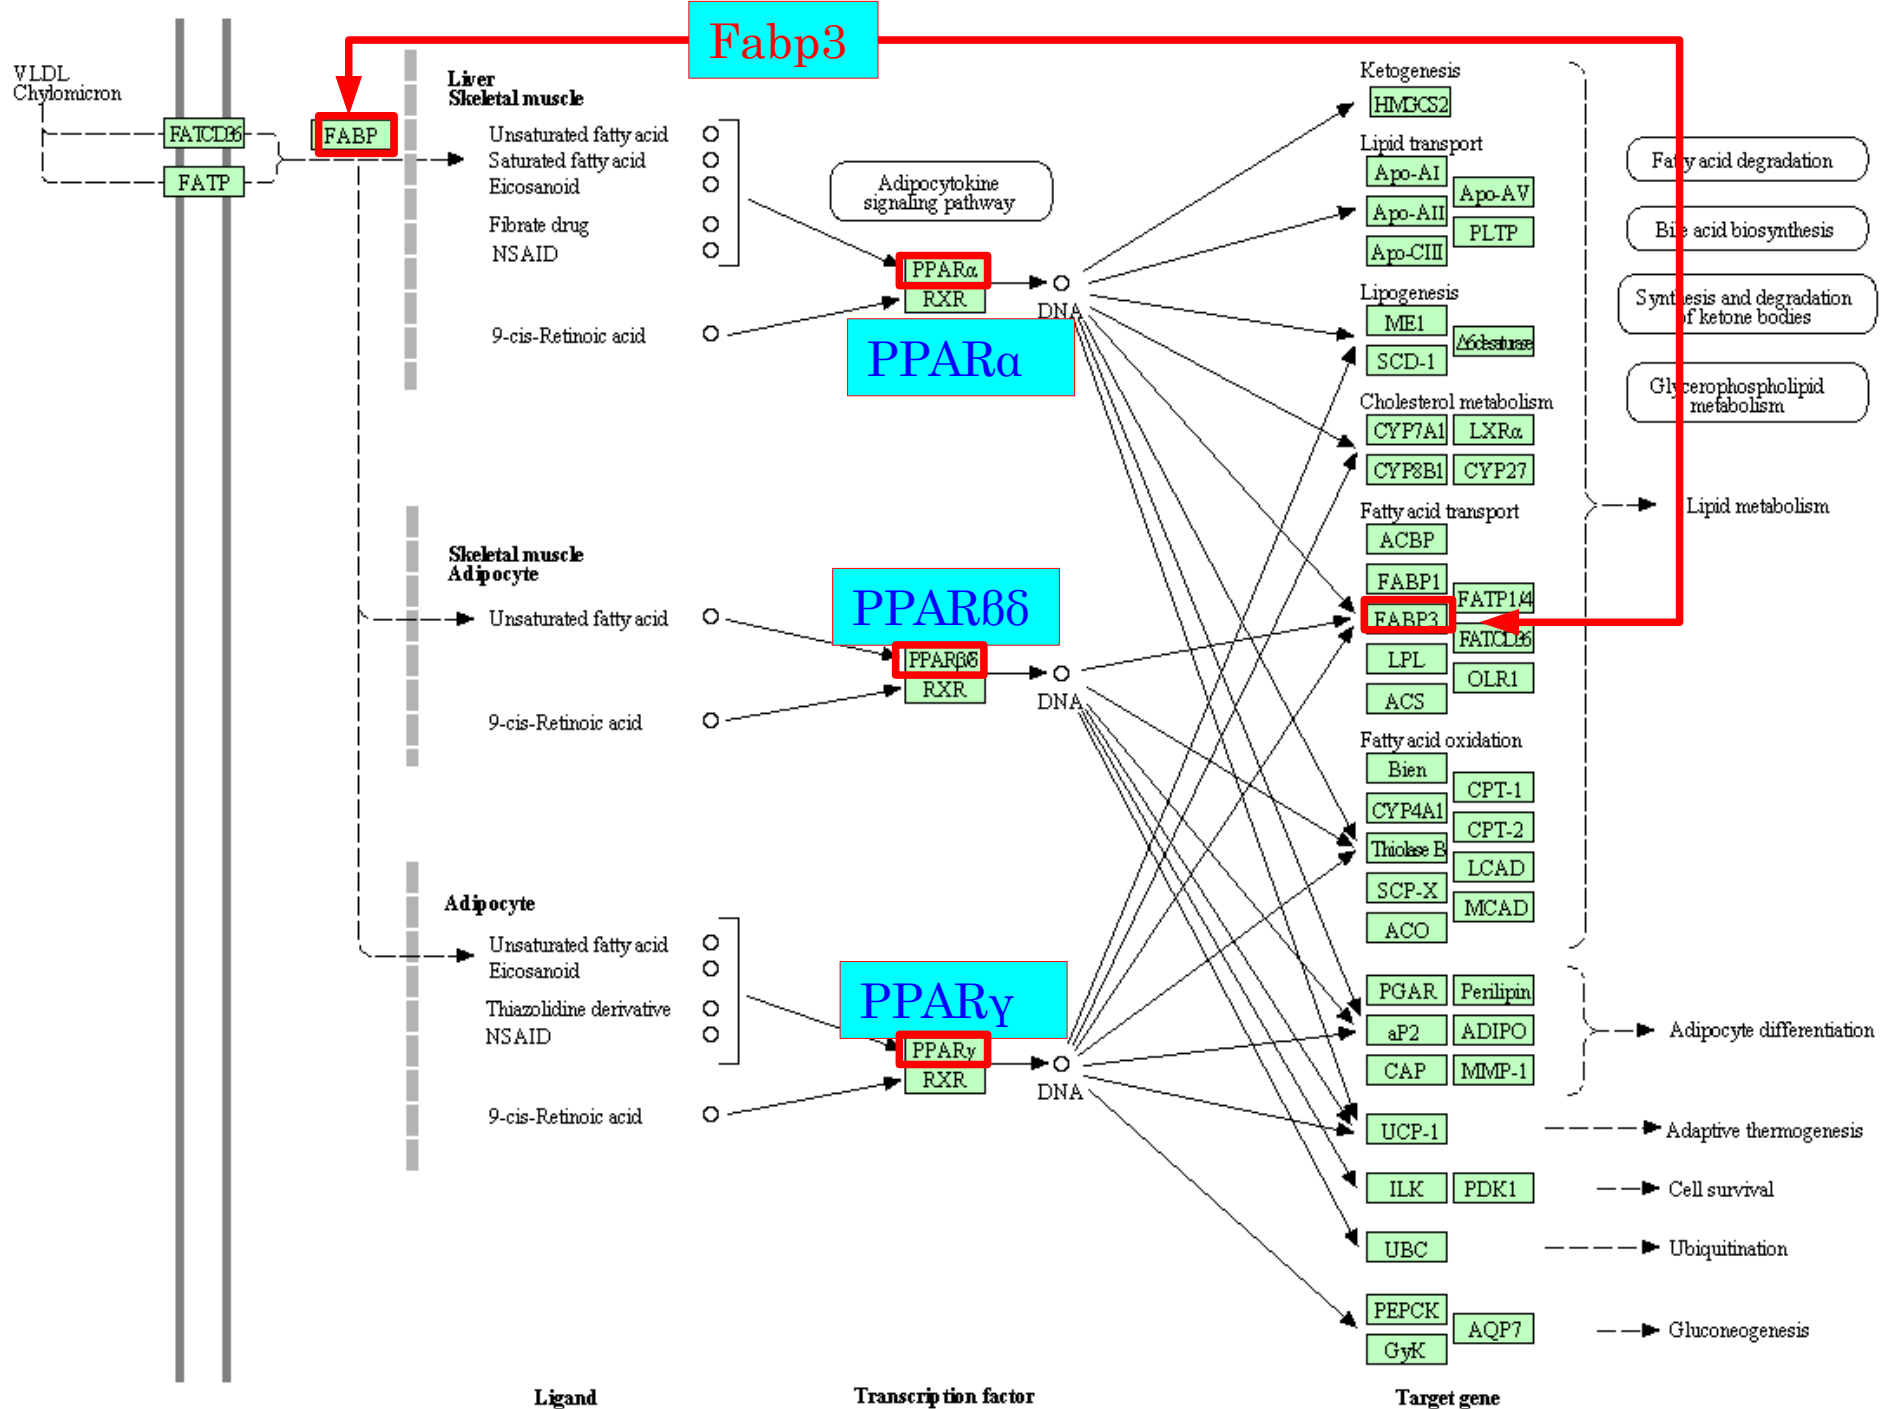 Fabp3
VLDL
Chylomicron
FATCD36
FATP
FABP
Liver
Skeletal muscle
Unsaturated fatty acid
Saturated fatty acid
Eicosanoid
Fibrate drug
NSAID
9-cis-Retinoic acid
Adipocytokine
signaling pathway
PPARα
RXR
DNA
PPARα
Skeletal muscle
Adipocyte
Unsaturated fatty acid
9-cis-Retinoic acid
PPARβδ
PPARβ/δ
RXR
DNA
Adipocyte
Unsaturated fatty acid
Eicosanoid
Thiazolidine derivative
NSAID
9-cis-Retinoic acid
PPARγ
PPARγ
RXR
DNA
Ketogenesis
HMGCS2
Lipid transport
Apo-AI
Apo-AV
Apo-AII
PLTP
Apo-CIII
Lipogenesis
ME1
Δ6desaturase
SCD-1
Cholesterol metabolism
CYP7A1 LXRα
CYP8B1 CYP27
Fatty acid transport
ACBP
FABP1
FATP1/4
FABP3
FATCD36
LPL
OLR1
ACS
Fatty acid oxidation
Bien
CPT-1
CYP4A1
CPT-2
Thiolase B
LCAD
SCP-X
MCAD
ACO
PGAR Perilipin
aP2 ADIPO
CAP MMP-1
UCP-1
ILK PDK1
UBC
PEPCK
AQP7
GyK
Fatty acid degradation
Bile acid biosynthesis
Synthesis and degradation
of ketone bodies
Glycerophospholipid
metabolism
Lipid metabolism
Adipocyte differentiation
Adaptive thermogenesis
Cell survival
Ubiquitination
Gluconeogenesis
Ligand
Transcription factor
Target gene